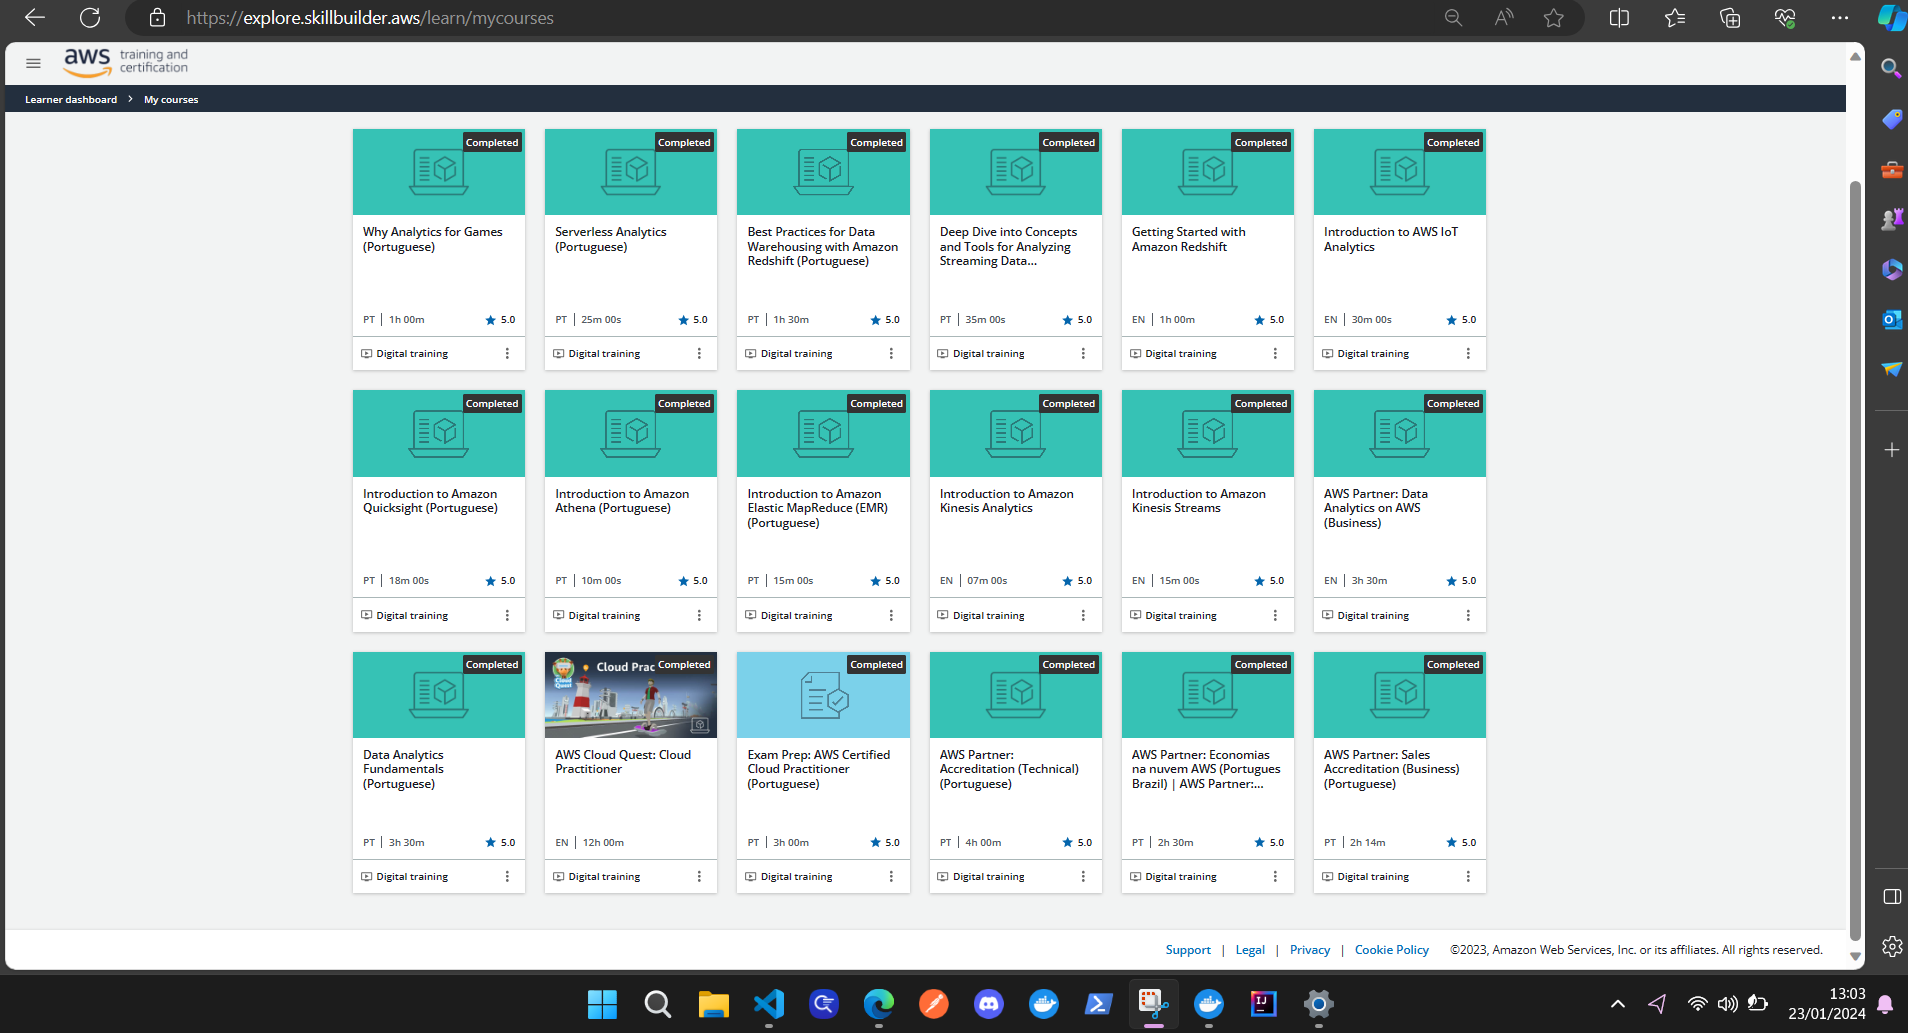 https://explore.skillbuilder.aws/learn/mycourses
aws training and certification
Learner dashboard > My courses
Completed
Why Analytics for Games
(Portuguese)
PT | 1h 00m 5.0
Digital training
Completed
Serverless Analytics
(Portuguese)
PT | 25m 00s 5.0
Digital training
Completed
Best Practices for Data
Warehousing with Amazon
Redshift (Portuguese)
PT | 1h 30m 5.0
Digital training
Completed
Deep Dive into Concepts
and Tools for Analyzing
Streaming Data...
PT | 35m 00s 5.0
Digital training
Completed
Getting Started with
Amazon Redshift
EN | 1h 00m 5.0
Digital training
Completed
Introduction to AWS IoT
Analytics
EN | 30m 00s 5.0
Digital training
Completed
Introduction to Amazon
Quicksight (Portuguese)
PT | 18m 00s 5.0
Digital training
Completed
Introduction to Amazon
Athena (Portuguese)
PT | 10m 00s 5.0
Digital training
Completed
Introduction to Amazon
Elastic MapReduce (EMR)
(Portuguese)
PT | 15m 00s 5.0
Digital training
Completed
Introduction to Amazon
Kinesis Analytics
EN | 07m 00s 5.0
Digital training
Completed
Introduction to Amazon
Kinesis Streams
EN | 15m 00s 5.0
Digital training
Completed
AWS Partner: Data
Analytics on AWS
(Business)
EN | 3h 30m 5.0
Digital training
Completed
Data Analytics
Fundamentals
(Portuguese)
PT | 3h 30m 5.0
Digital training
Cloud Quest
Cloud Prac
Completed
AWS Cloud Quest: Cloud
Practitioner
EN | 12h 00m
Digital training
Completed
Exam Prep: AWS Certified
Cloud Practitioner
(Portuguese)
PT | 3h 00m 5.0
Digital training
Completed
AWS Partner:
Accreditation (Technical)
(Portuguese)
PT | 4h 00m 5.0
Digital training
Completed
AWS Partner: Economias
na nuvem AWS (Portugues
Brazil) | AWS Partner:...
PT | 2h 30m 5.0
Digital training
Completed
AWS Partner: Sales
Accreditation (Business)
(Portuguese)
PT | 2h 14m 5.0
Digital training
Support | Legal | Privacy | Cookie Policy ©2023, Amazon Web Services, Inc. or its affiliates. All rights reserved.
IJ
13:03
23/01/2024